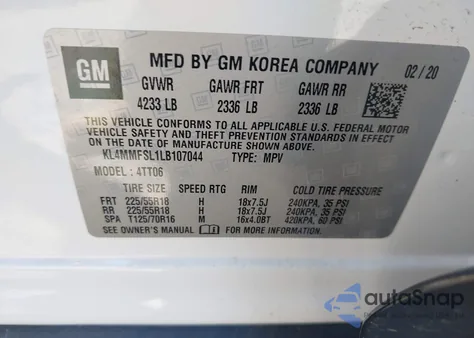 GM
MFD BY GM KOREA COMPANY 02/20
GVWR GAWR FRT GAWR RR
4233 LB 2336 LB 2336 LB
THIS VEHICLE CONFORMS TO ALL APPLICABLE U.S. FEDERAL MOTOR
VEHICLE SAFETY AND THEFT PREVENTION STANDARDS IN
EFFECT ON THE DATE OF MANUFACTURE SHOWN ABOVE.
KL4MMFSL1LB107044 TYPE: MPV
MODEL: 4TT06
TIRE SIZE SPEED RTG RIM COLD TIRE PRESSURE
FRT 225/55R18 H 18x7.5J 240KPA, 35 PSI
RR 225/55R18 H 18x7.5J 240KPA, 35 PSI
SPA T125/70R16 M 16x4.0BT 420KPA, 60 PSI
SEE OWNER'S MANUAL FOR MORE INFORMATION
autoSnap